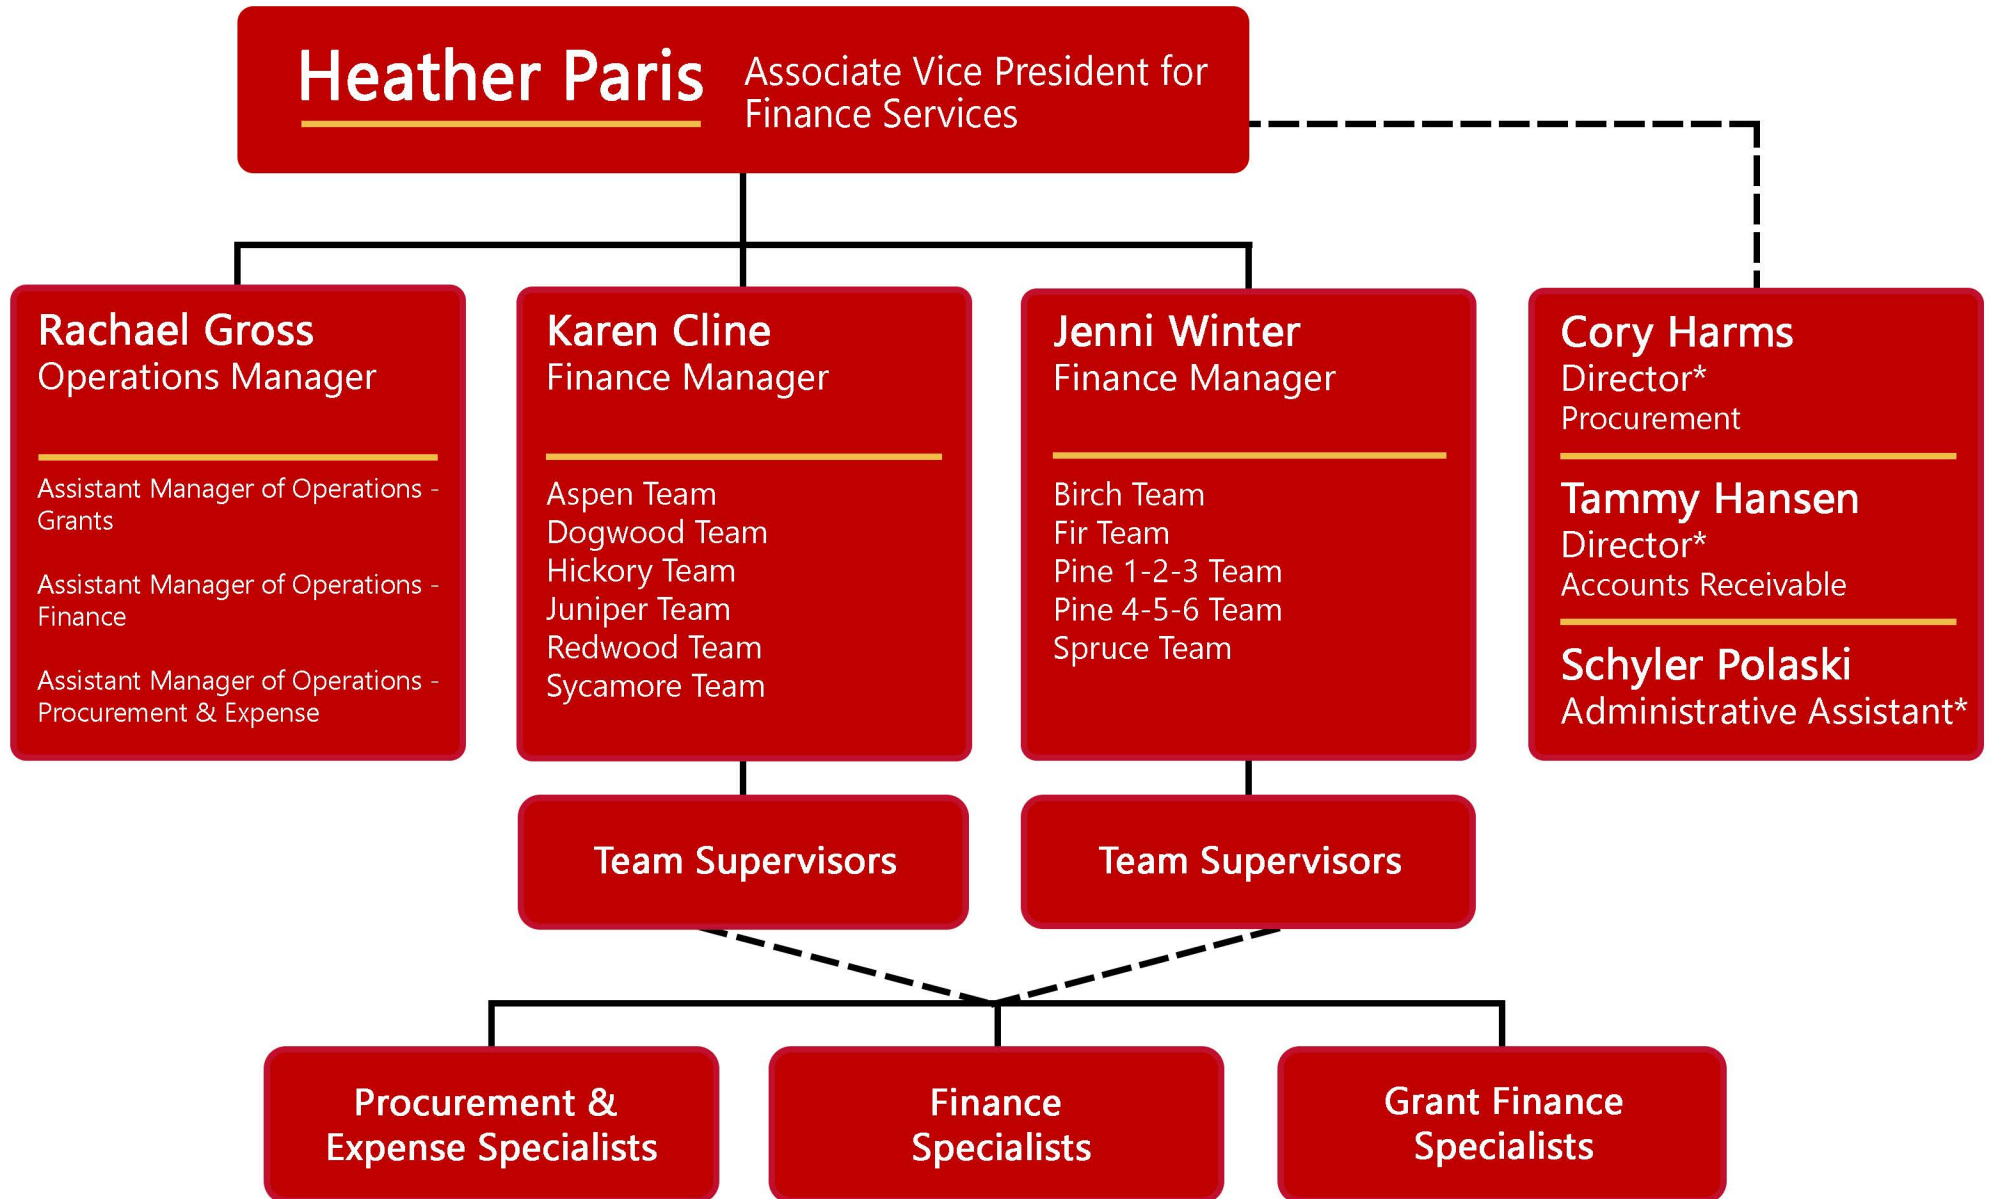 Heather Paris
Associate Vice President for
Finance Services
Rachael Gross
Operations Manager
Assistant Manager of Operations -
Grants
Assistant Manager of Operations -
Finance
Assistant Manager of Operations -
Procurement & Expense
Karen Cline
Finance Manager
Aspen Team
Dogwood Team
Hickory Team
Juniper Team
Redwood Team
Sycamore Team
Jenni Winter
Finance Manager
Birch Team
Fir Team
Pine 1-2-3 Team
Pine 4-5-6 Team
Spruce Team
Cory Harms
Director*
Procurement
Tammy Hansen
Director*
Accounts Receivable
Schyler Polaski
Administrative Assistant*
Team Supervisors
Team Supervisors
Procurement &
Expense Specialists
Finance
Specialists
Grant Finance
Specialists